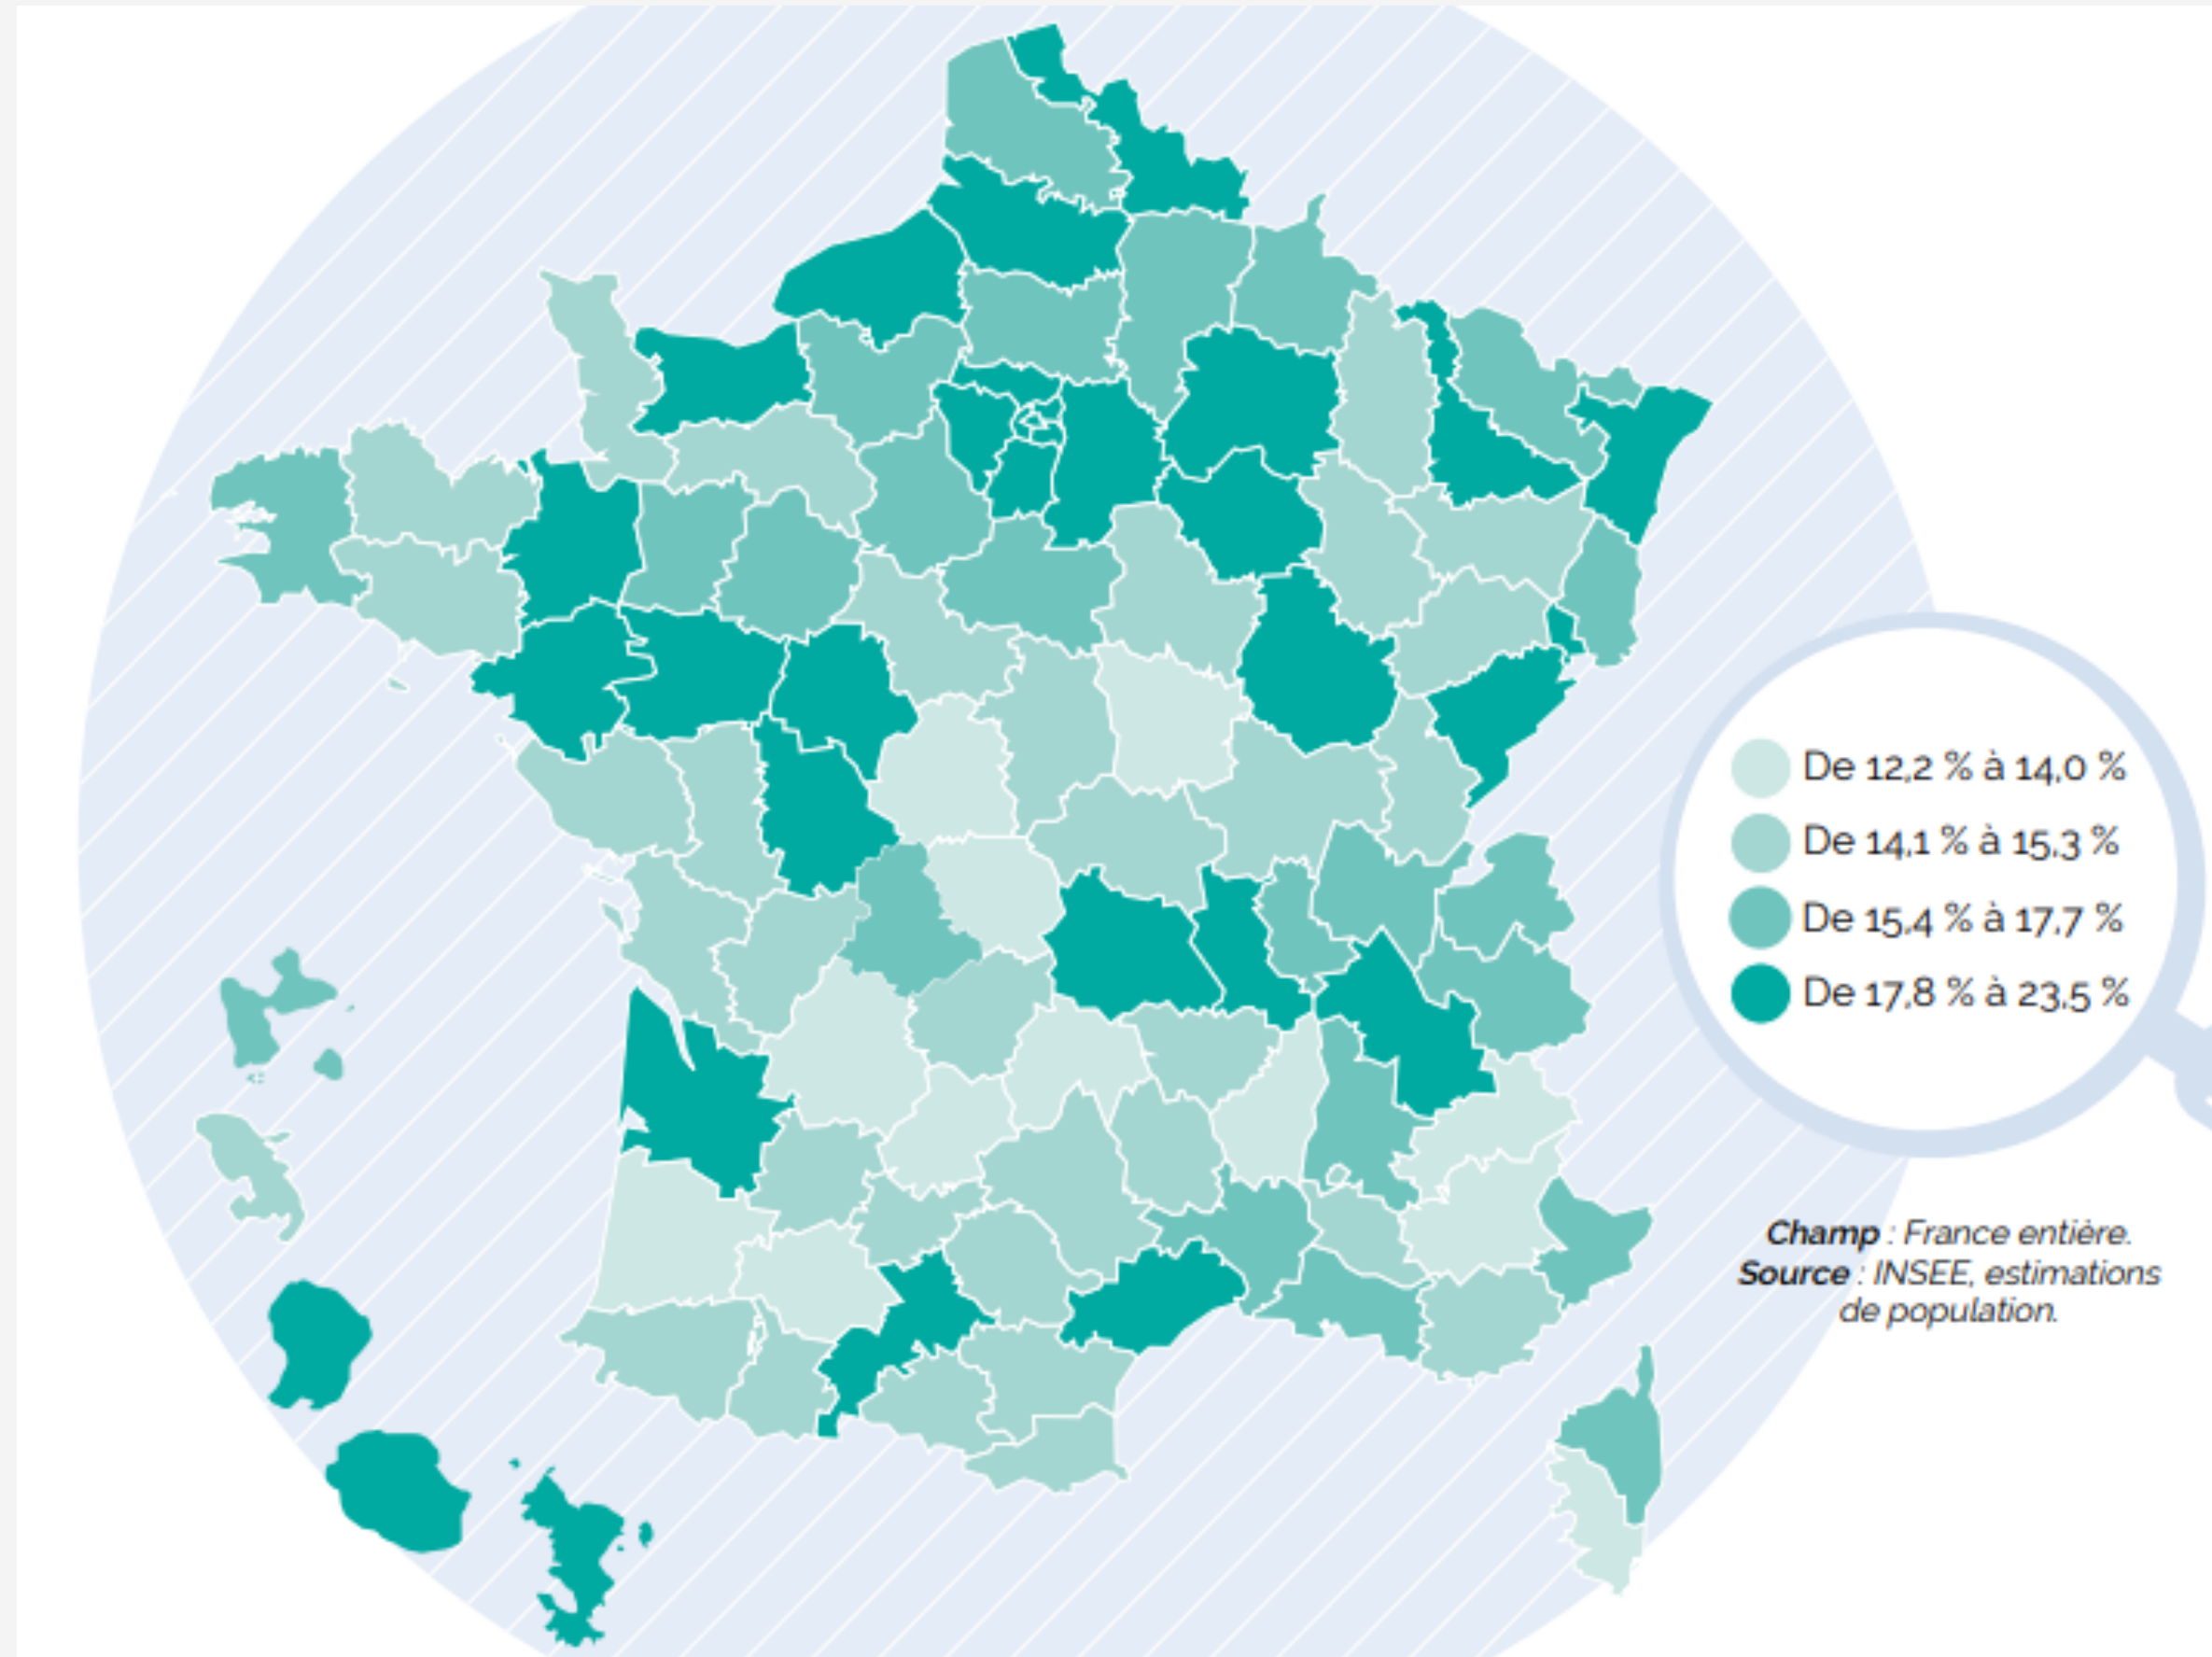 De 12,2 % à 14,0 %
De 14,1 % à 15,3 %
De 15,4 % à 17,7 %
De 17,8 % à 23,5 %
Champ : France entière.
Source : INSEE, estimations
de population.